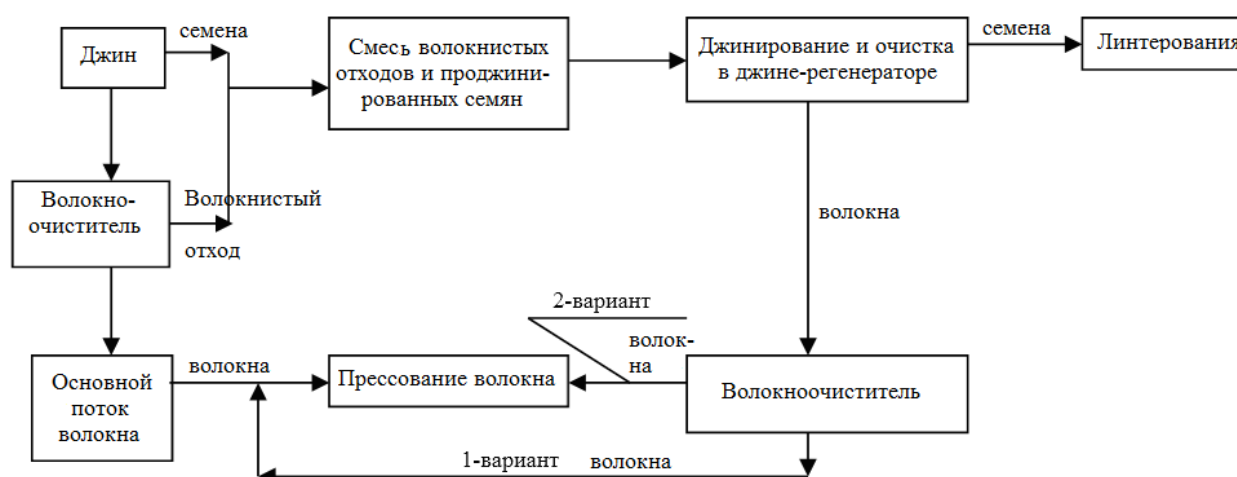 Джин
семена
Смесь волокнистых
отходов и проджини-
рованных семян
Джинирование и очистка
в джине-регенераторе
семена
Линтерования
Волокно-
очиститель
Волокнистый
отход
волокна
2-вариант
волок-
на
Основной
поток
волокна
волокна
Прессование волокна
Волокноочиститель
1-вариант
волокна